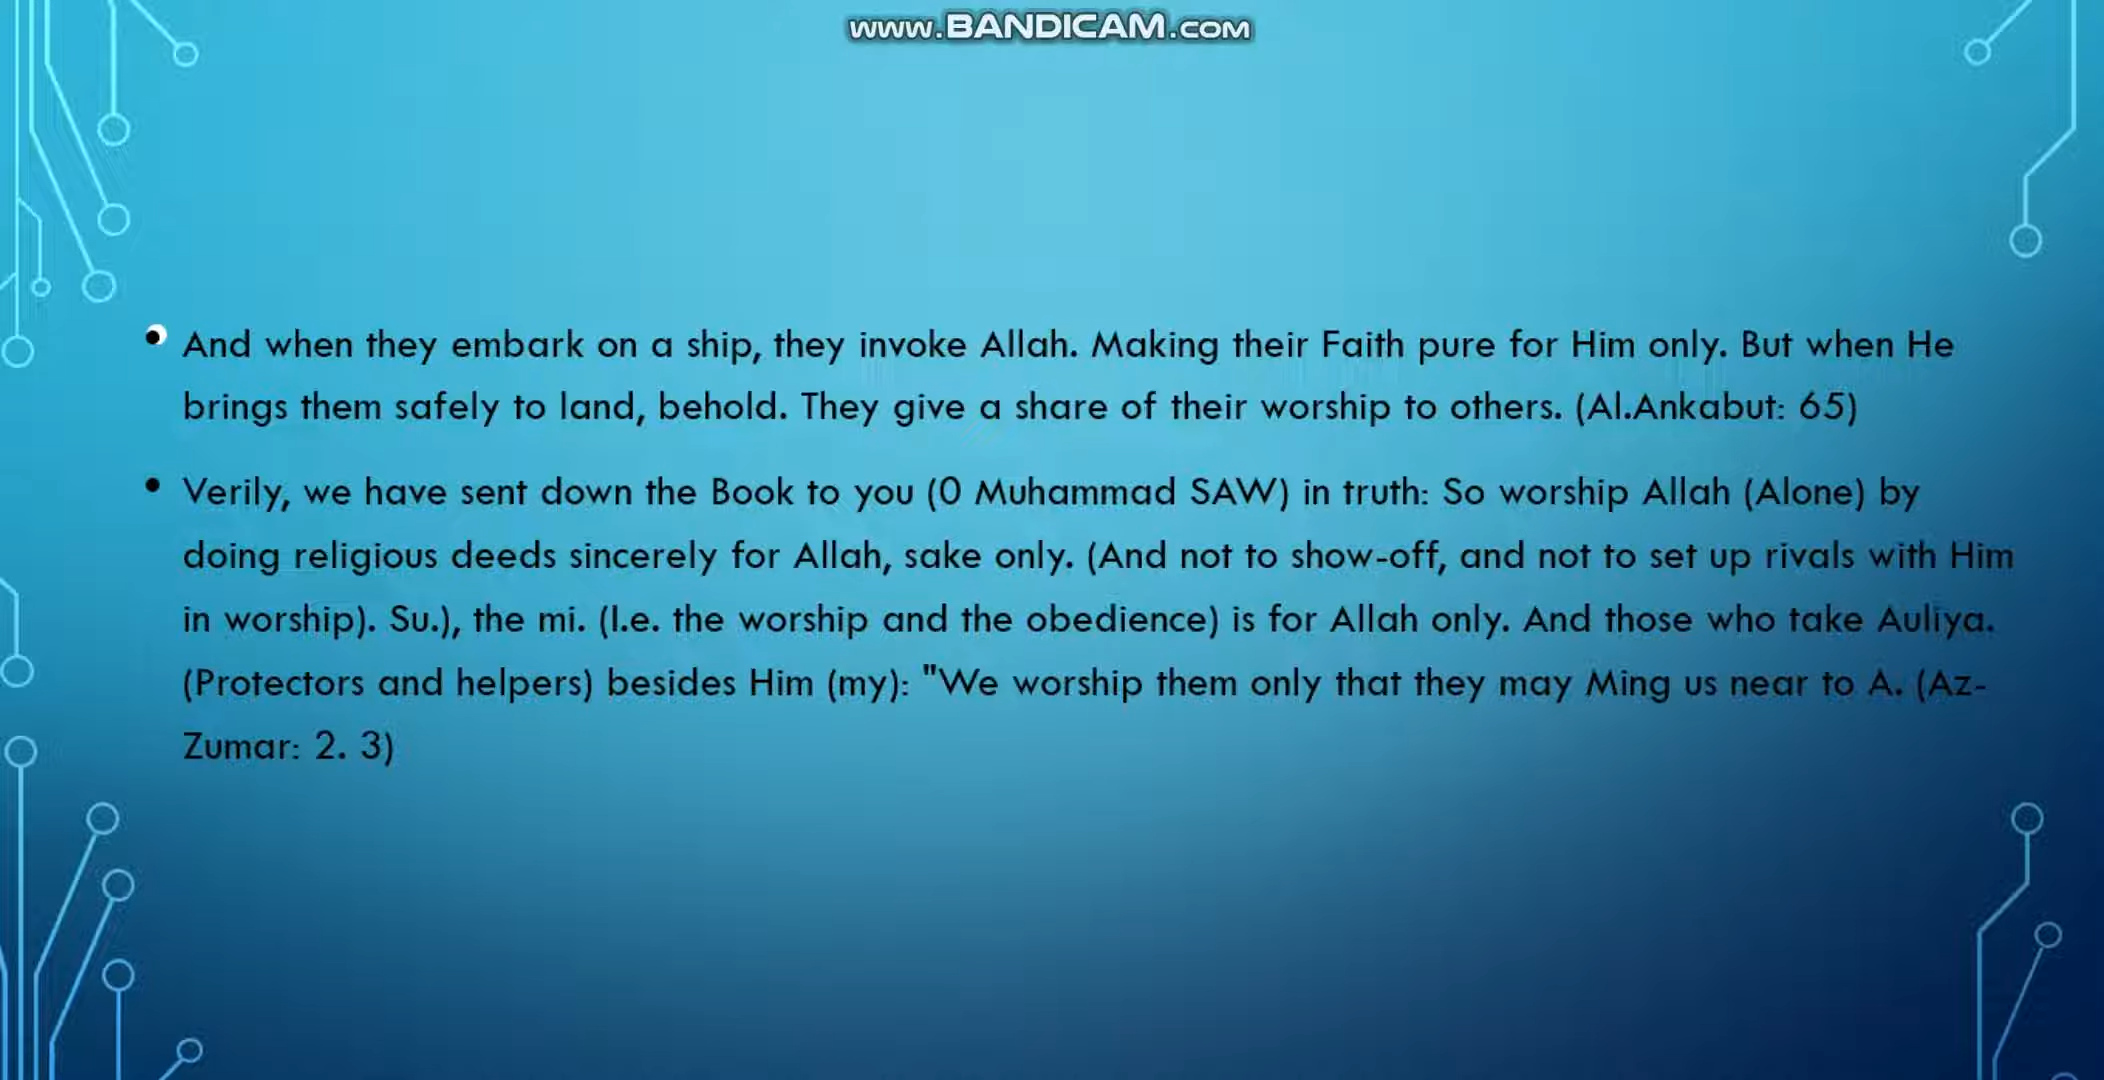 www.BANDICAM.com
• And when they embark on a ship, they invoke Allah. Making their Faith pure for Him only. But when He
brings them safely to land, behold. They give a share of their worship to others. (Al.Ankabut: 65)
• Verily, we have sent down the Book to you (0 Muhammad SAW) in truth: So worship Allah (Alone) by
doing religious deeds sincerely for Allah, sake only. (And not to show-off, and not to set up rivals with Him
in worship). Su.), the mi. (I.e. the worship and the obedience) is for Allah only. And those who take Auliya.
(Protectors and helpers) besides Him (my): "We worship them only that they may Ming us near to A. (Az-
Zumar: 2. 3)